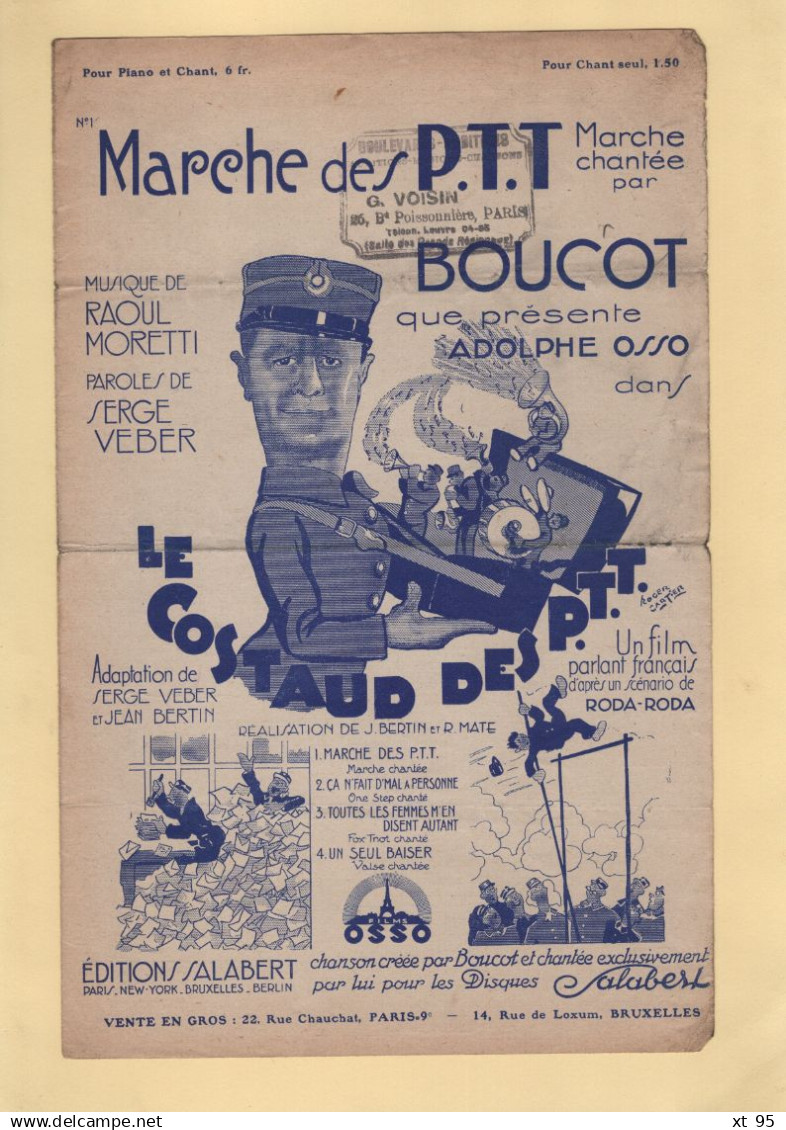 Pour Piano et Chant, 6 fr.
Pour Chant seul, 1.50
Nº1
Marche des P.T.T
Marche
chantée
par
G. VOISIN
Bd Poissonnière, PARIS
BOUCOT
que présente
ADOLPHE OSSO
dans
MUSIQUE DE
RAOUL
MORETTI
PAROLES DE
SERGE
VEBER
LE
COSTAUD DES P.T.T.
ROGER
CARTIER
Adaptation de
SERGE VEBER
ET JEAN BERTIN
Un film
parlant français
d'après un scénario de
RODA-RODA
RÉALISATION DE J. BERTIN ET R. MATE
1. MARCHE DES P.T.T.
Marche chantée
2. ÇA N'FAIT D'MAL A PERSONNE
One Step chanté
3. TOUTES LES FEMMES M'EN
DISENT AUTANT
Fox Trot chanté
4. UN SEUL BAISER
Valse chantée
FILMS
OSSO
ÉDITIONS SALABERT
PARIS - NEW-YORK - BRUXELLES - BERLIN
chanson créée par Boucot et chantée exclusivement
par lui pour les Disques Salabert
VENTE EN GROS : 22, Rue Chauchat, PARIS-9e — 14, Rue de Loxum, BRUXELLES
xt 95